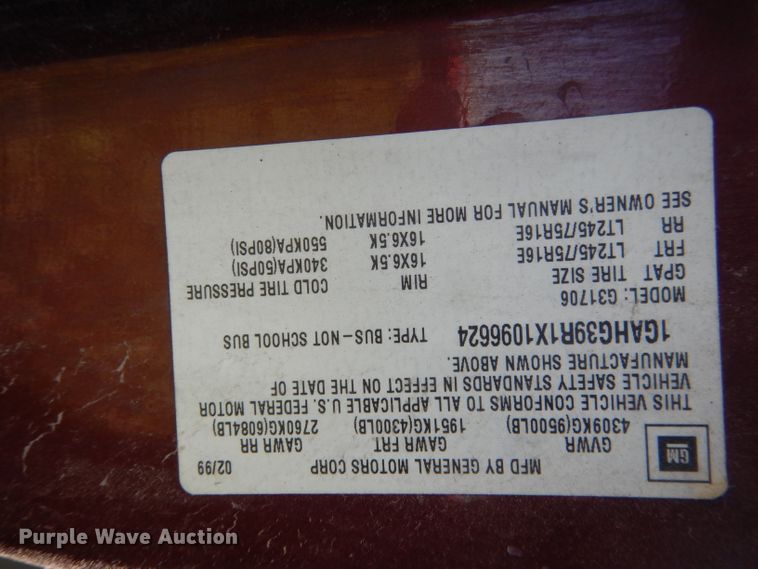 GM
MFD BY GENERAL MOTORS CORP 02/99
GVWR GAWR FRT GAWR RR
4309KG(9500LB) 1951KG(4300LB) 2760KG(6084LB)
THIS VEHICLE CONFORMS TO ALL APPLICABLE U.S. FEDERAL MOTOR
VEHICLE SAFETY STANDARDS IN EFFECT ON THE DATE OF
MANUFACTURE SHOWN ABOVE.
1GAHG39R1X1096624 TYPE: BUS-NOT SCHOOL BUS
MODEL: G31706
GPAT TIRE SIZE RIM COLD TIRE PRESSURE
FRT LT245/75R16E 16X6.5K 340KPA(50PSI)
RR LT245/75R16E 16X6.5K 550KPA(80PSI)
SEE OWNER'S MANUAL FOR MORE INFORMATION.
Purple Wave Auction